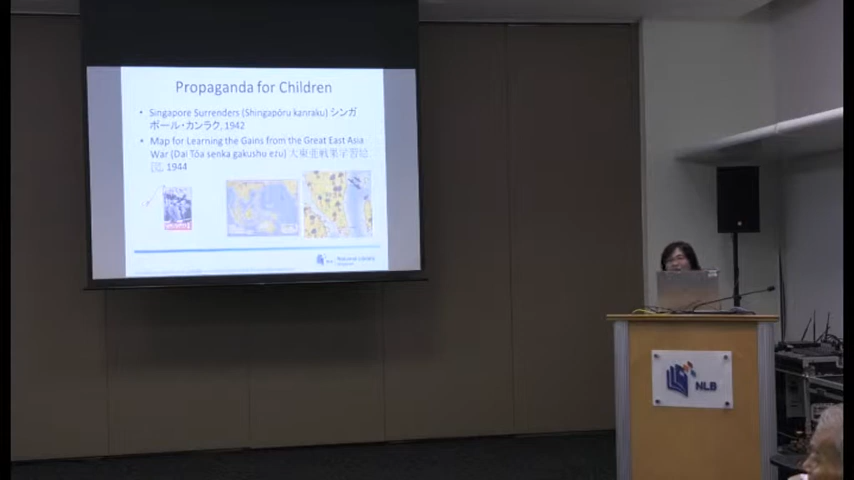 Propaganda for Children
• Singapore Surrenders (Shingapōru kanraku) シンガ
ポール・カンラク, 1942
• Map for Learning the Gains from the Great East Asia
War (Dai Tōa senka gakushu ezu) 大東亜戦果学習絵
図, 1944
National Library
NLB